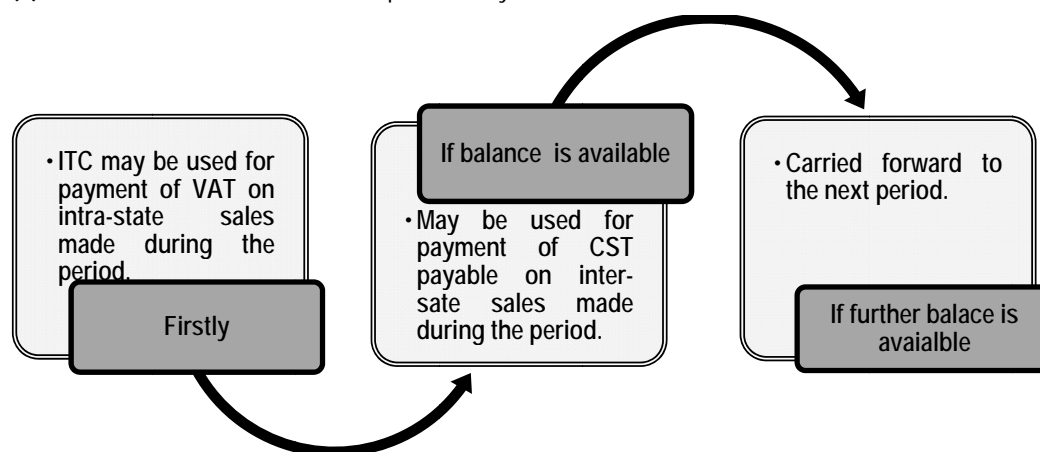 • ITC may be used for
payment of VAT on
intra-state sales
made during the
period.
Firstly
If balance is available
• May be used for
payment of CST
payable on inter-
sate sales made
during the period.
• Carried forward to
the next period.
If further balace is
avaialble